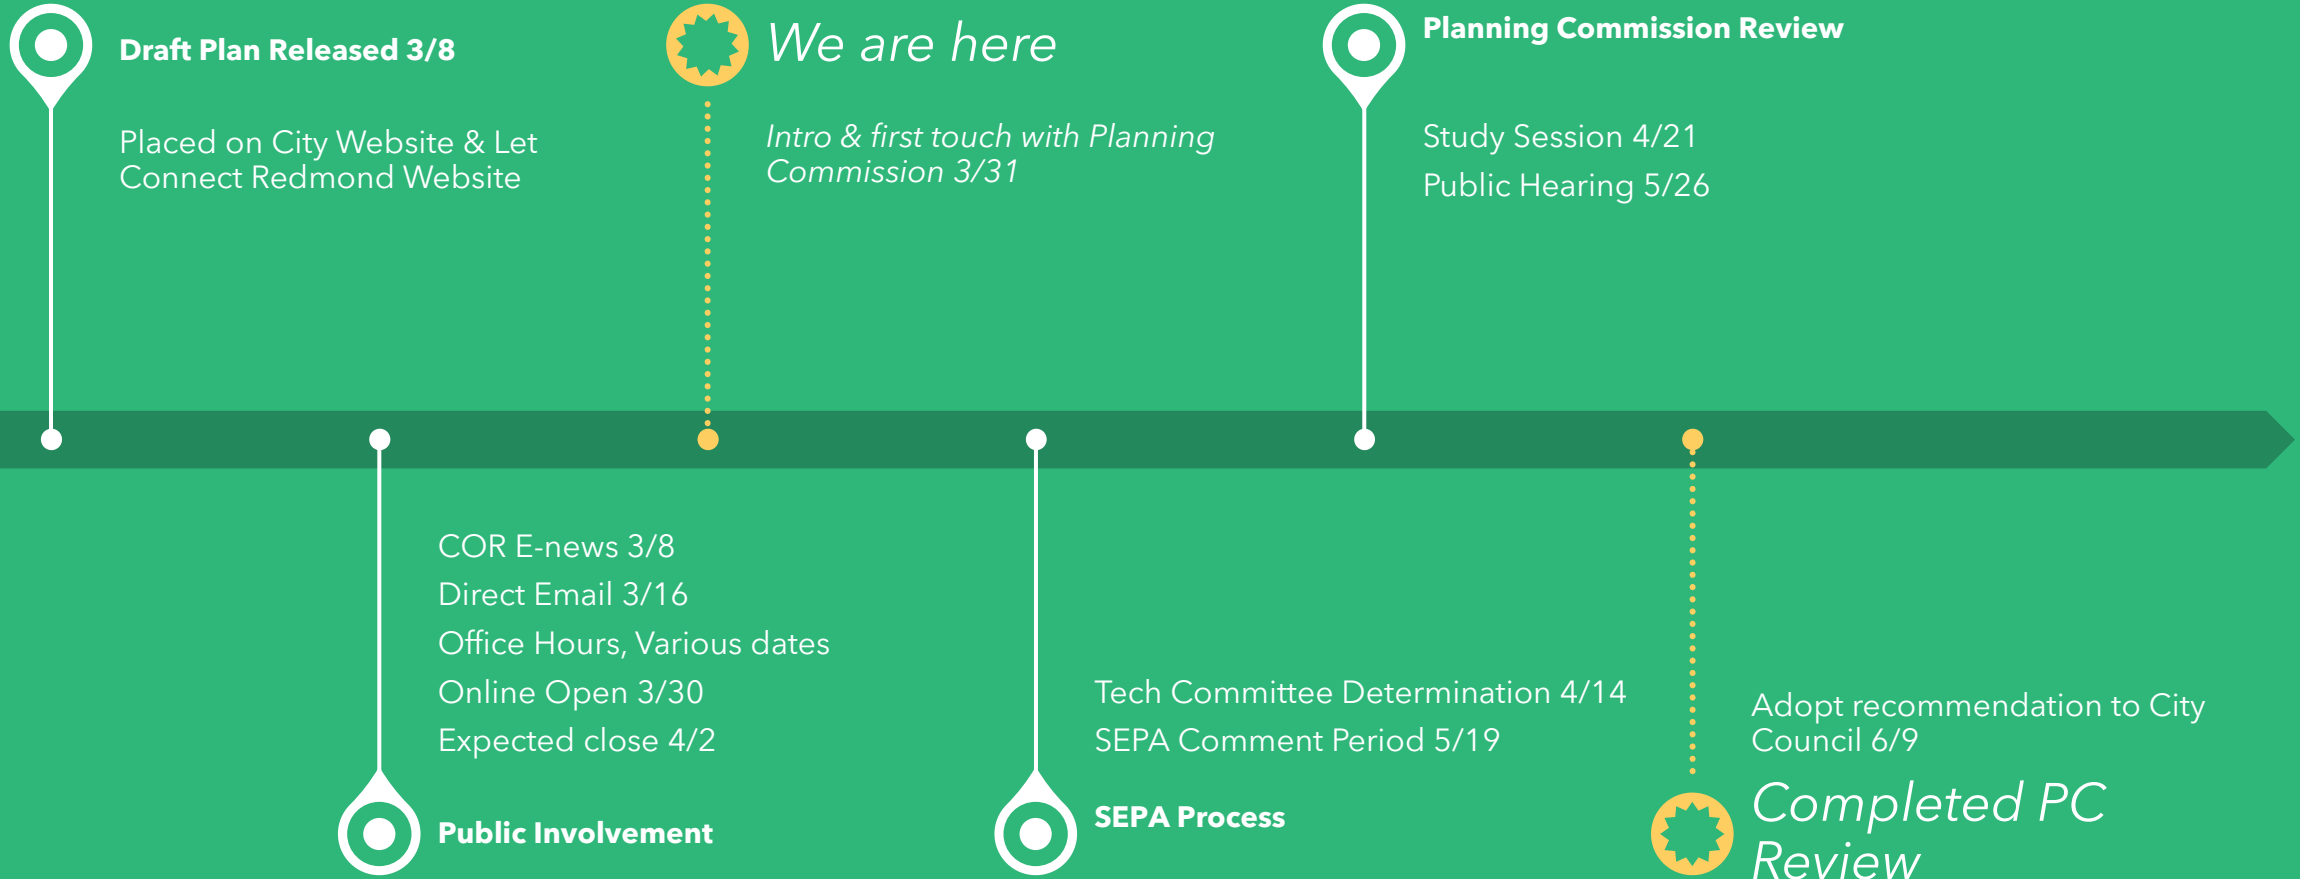 Draft Plan Released 3/8
Placed on City Website & Let
Connect Redmond Website
COR E-news 3/8
Direct Email 3/16
Office Hours, Various dates
Online Open 3/30
Expected close 4/2
Public Involvement
We are here
Intro & first touch with Planning
Commission 3/31
Tech Committee Determination 4/14
SEPA Comment Period 5/19
SEPA Process
Planning Commission Review
Study Session 4/21
Public Hearing 5/26
Adopt recommendation to City
Council 6/9
Completed PC
Review